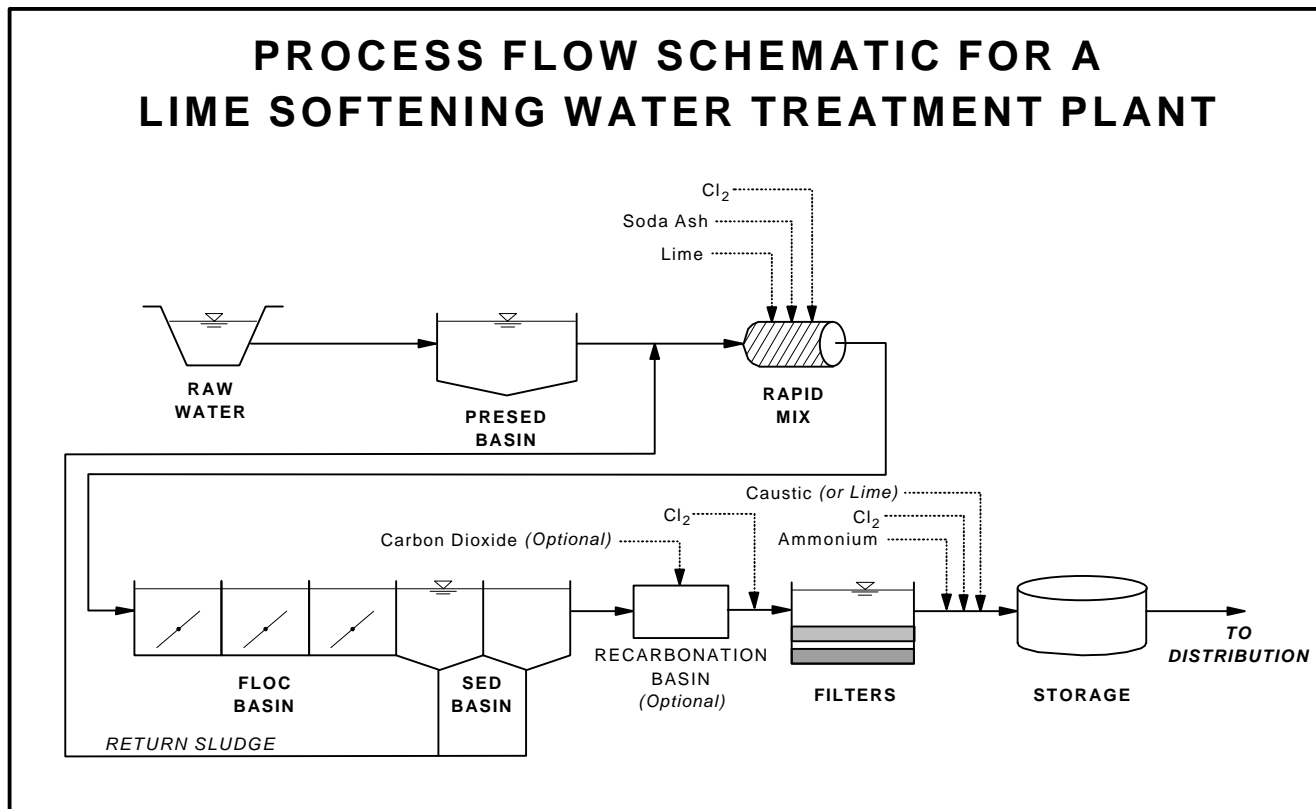 PROCESS FLOW SCHEMATIC FOR A
LIME SOFTENING WATER TREATMENT PLANT
Cl₂
Soda Ash
Lime
RAW
WATER
PRESED
BASIN
RAPID
MIX
Caustic (or Lime)
Cl₂
Cl₂
Carbon Dioxide (Optional)
Ammonium
FLOC
BASIN
SED
BASIN
RECARBONATION
BASIN
(Optional)
FILTERS
STORAGE
TO
DISTRIBUTION
RETURN SLUDGE